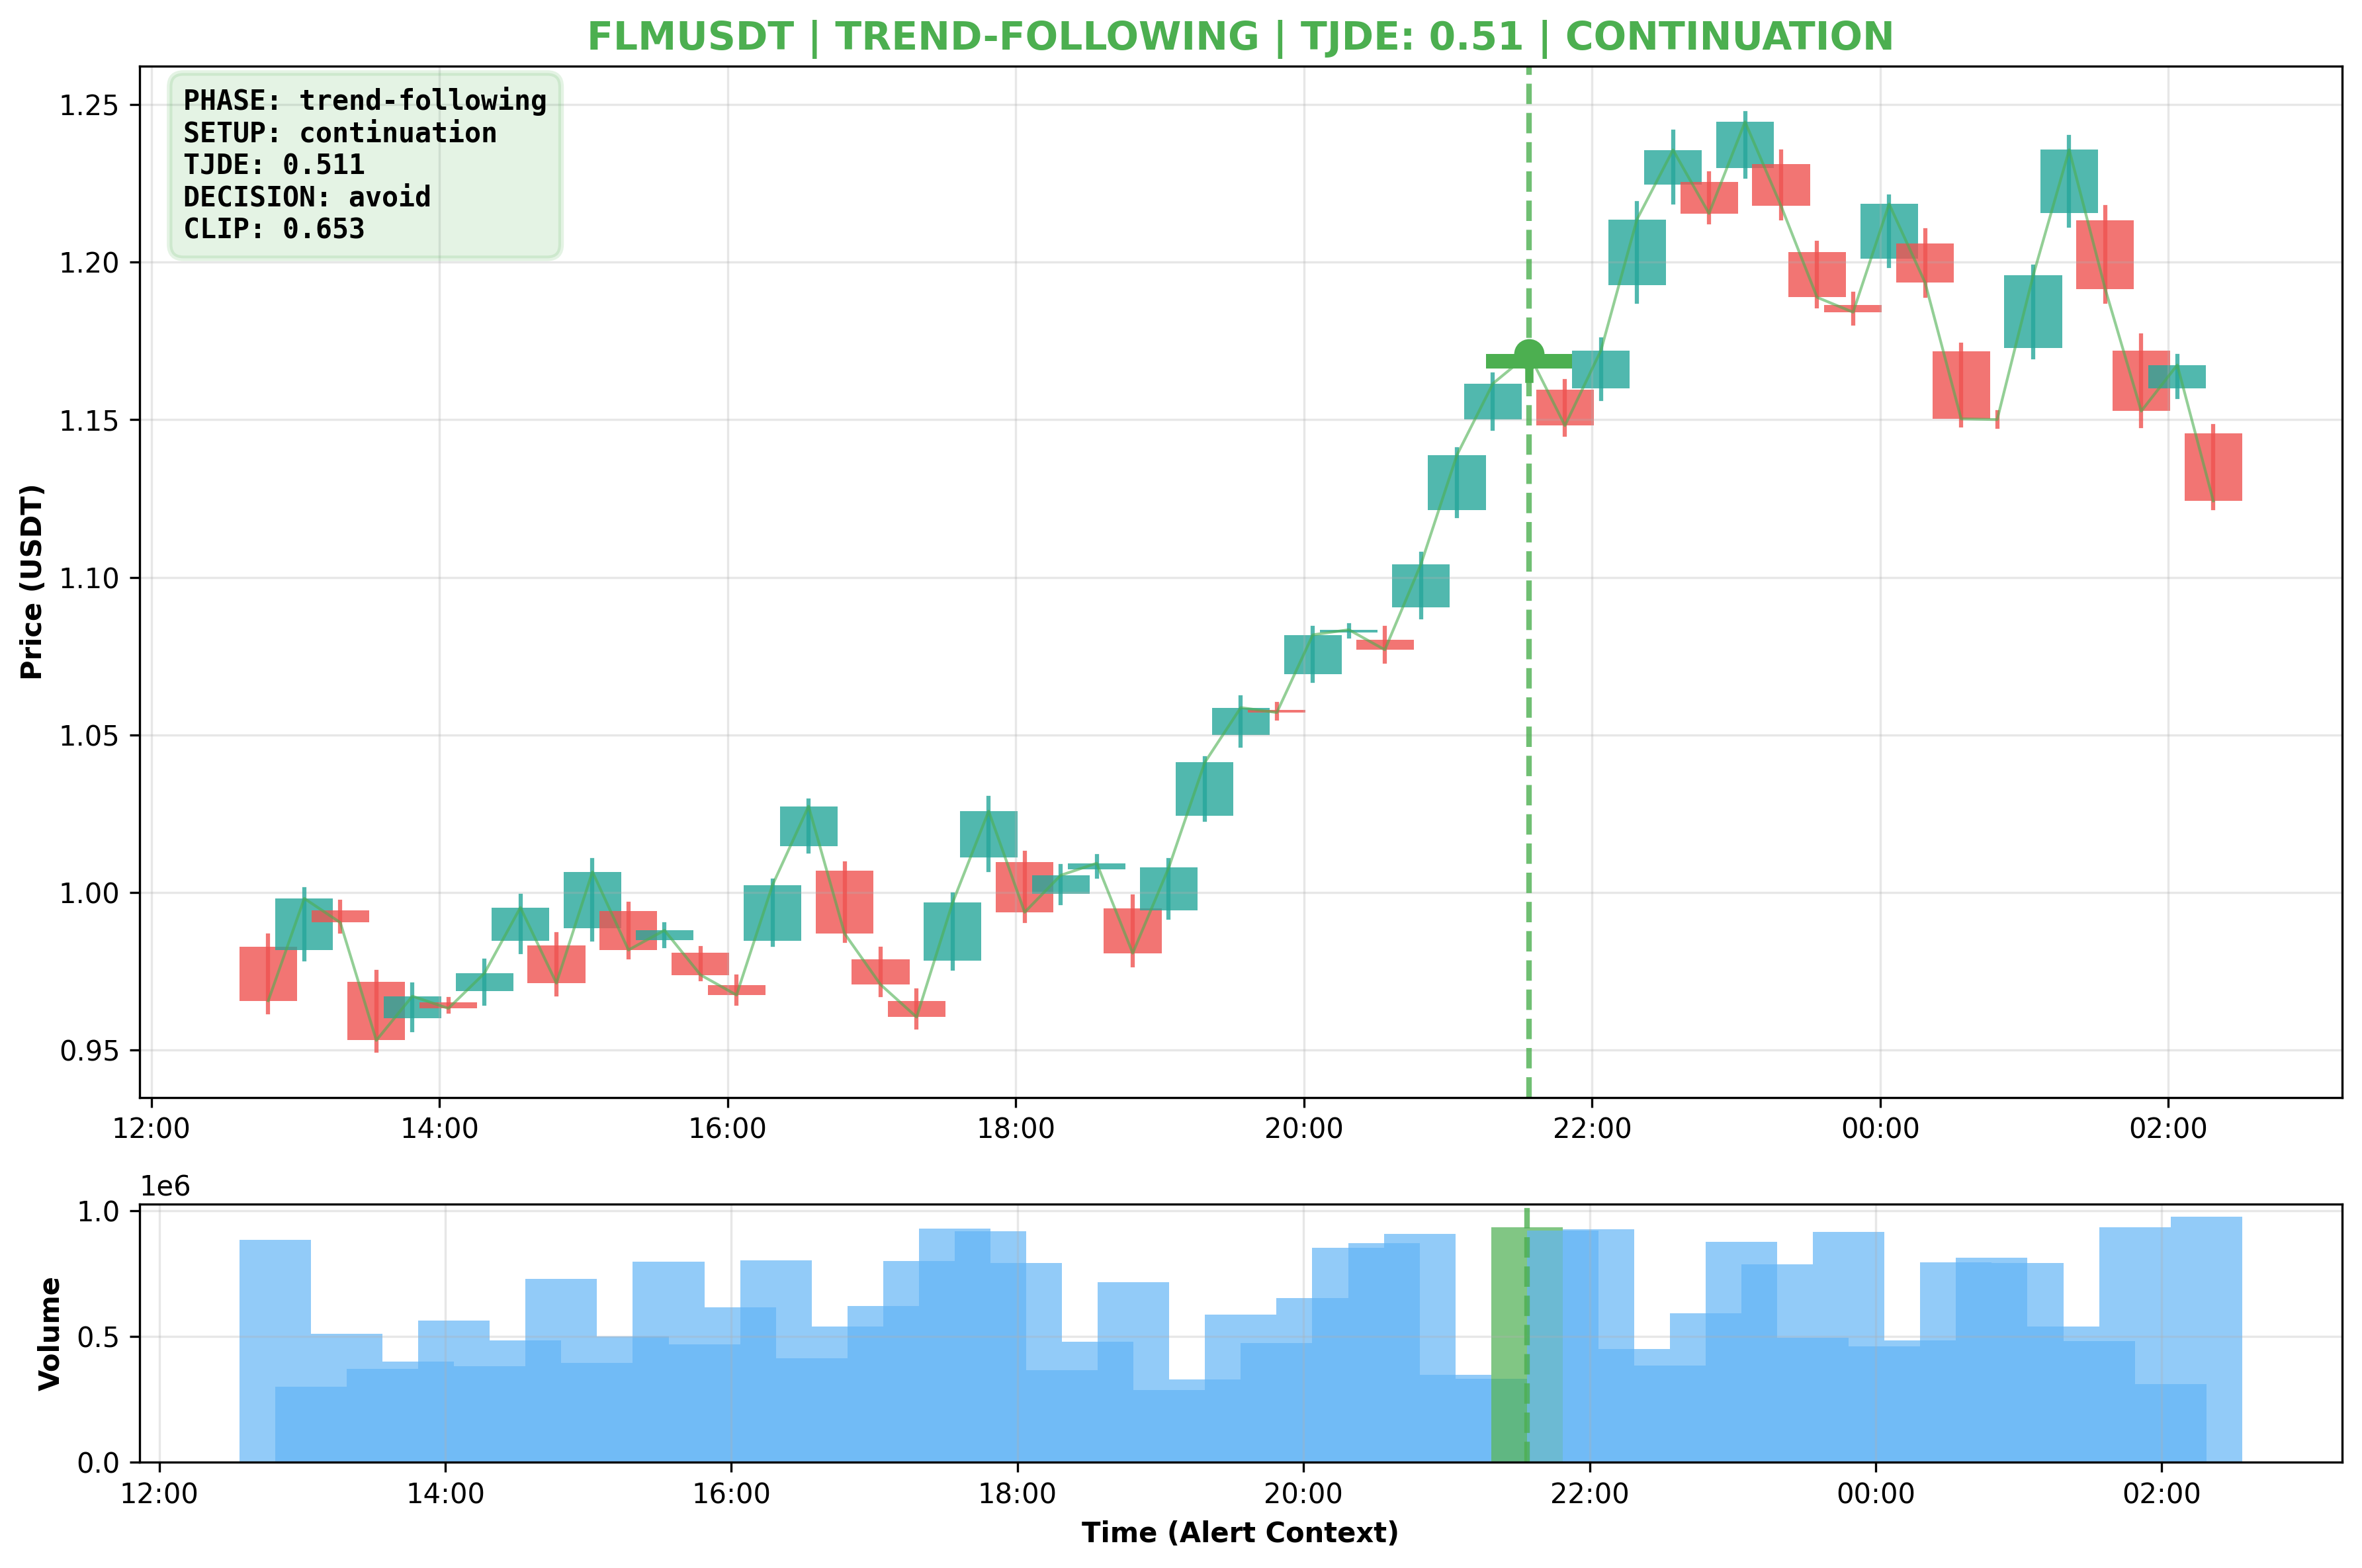 FLMUSDT | TREND-FOLLOWING | TJDE: 0.51 | CONTINUATION
PHASE: trend-following
SETUP: continuation
TJDE: 0.511
DECISION: avoid
CLIP: 0.653
Price (USDT)
1.25
1.20
1.15
1.10
1.05
1.00
0.95
12:00 14:00 16:00 18:00 20:00 22:00 00:00 02:00
1e6
Volume
1.0
0.5
0.0
12:00 14:00 16:00 18:00 20:00 22:00 00:00 02:00
Time (Alert Context)